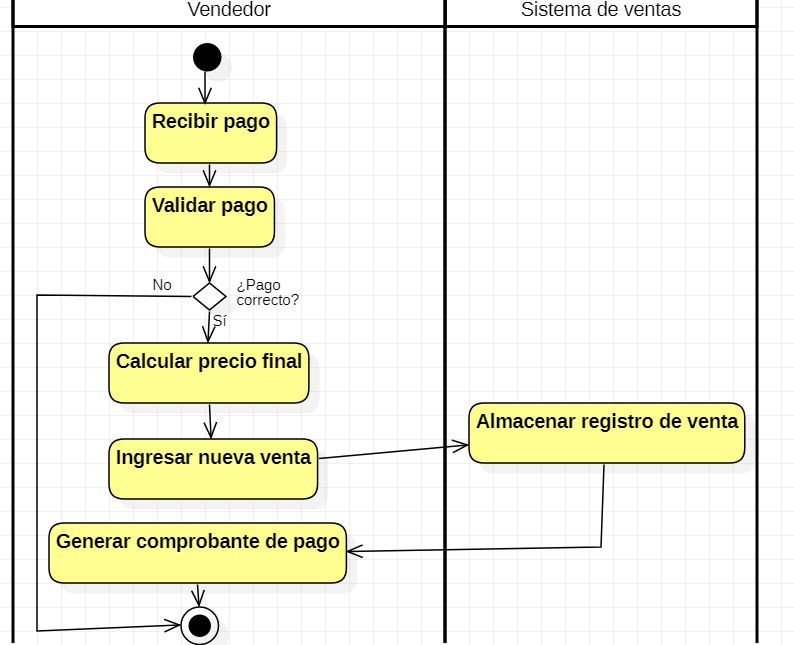 Vendedor
Sistema de ventas
Recibir pago
Validar pago
No
¿Pago
correcto?
Sí
Calcular precio final
Almacenar registro de venta
Ingresar nueva venta
Generar comprobante de pago